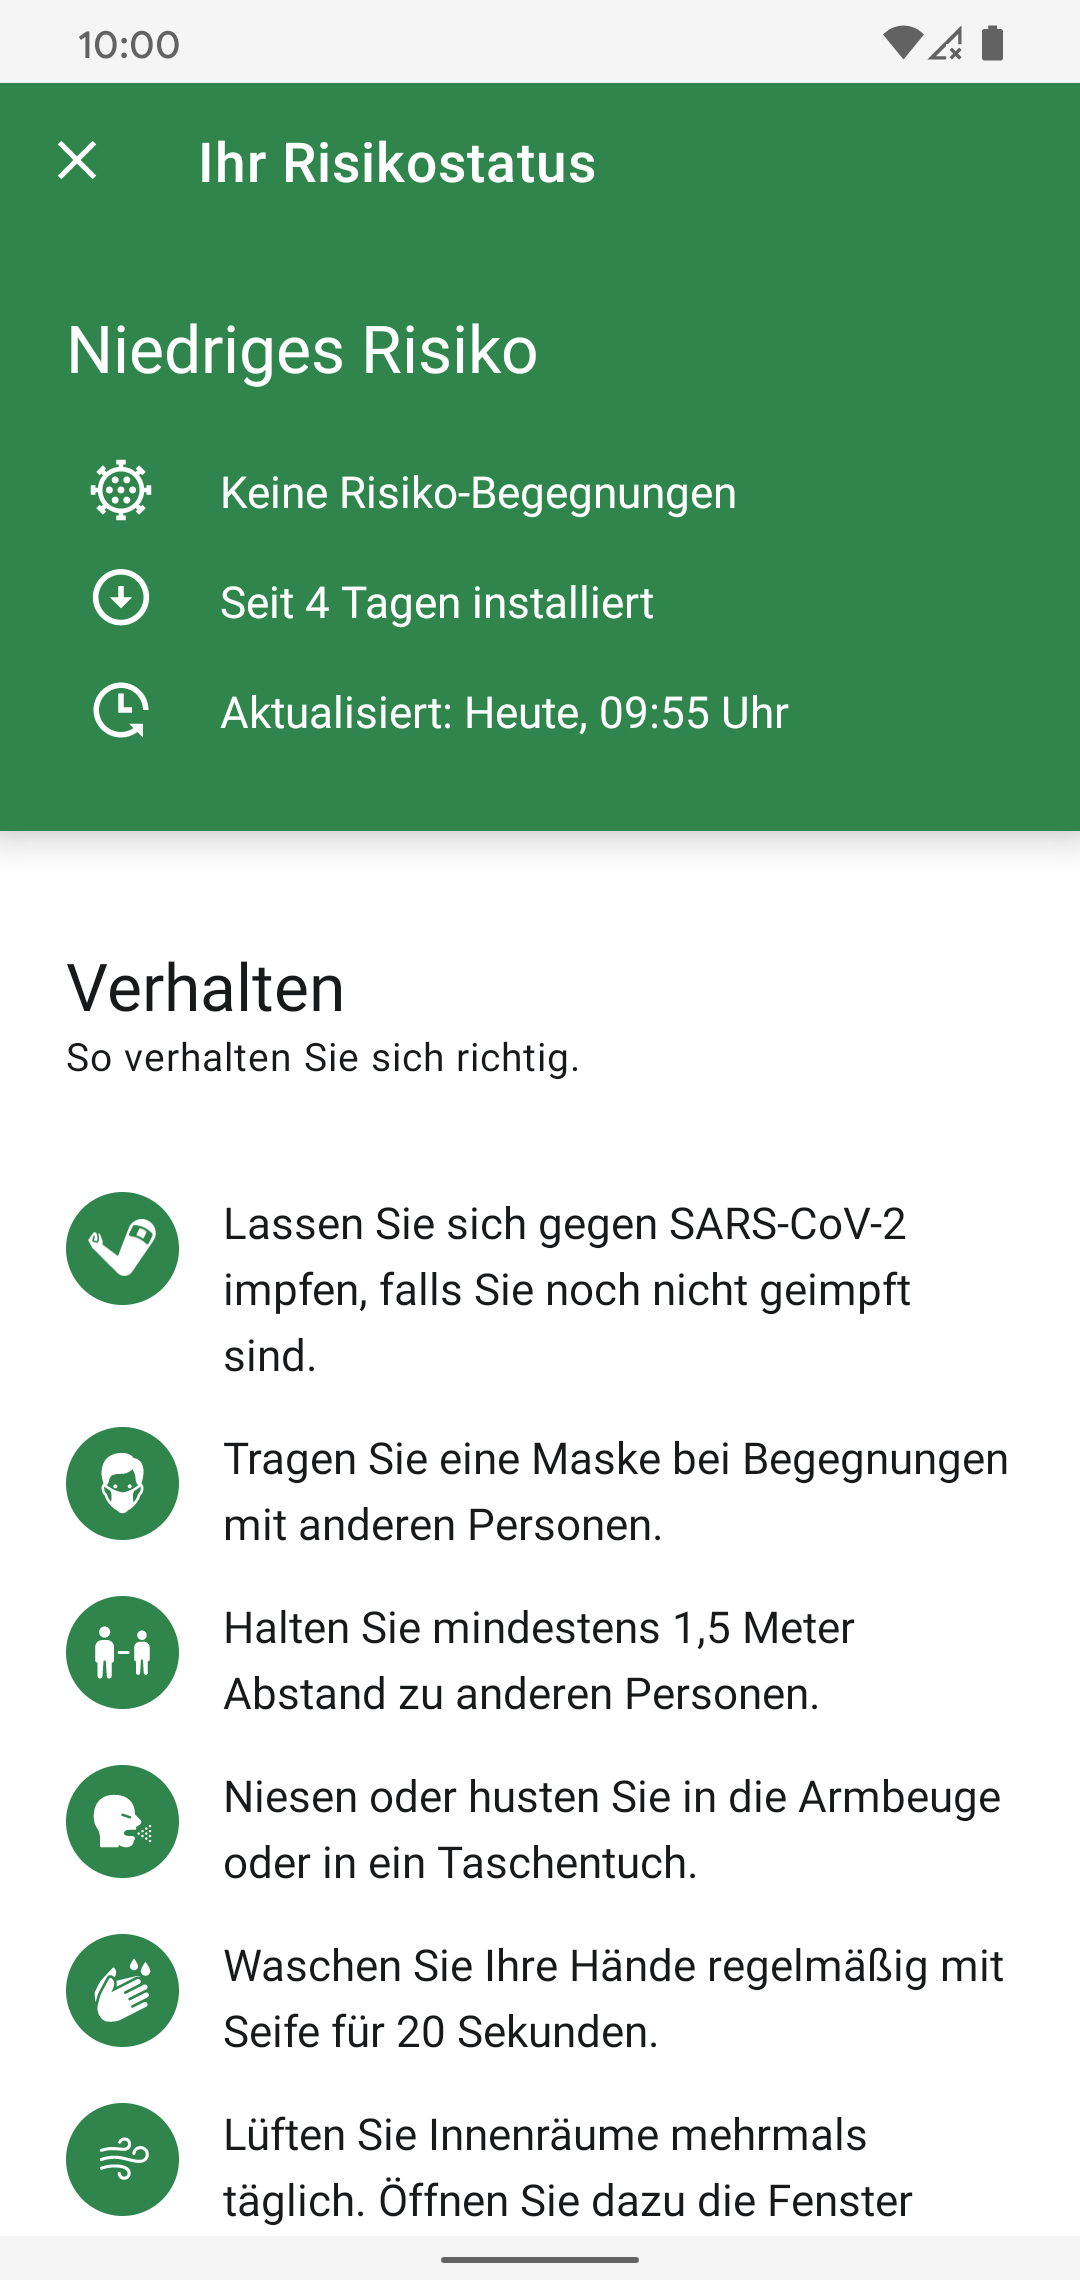 10:00
Ihr Risikostatus
Niedriges Risiko
Keine Risiko-Begegnungen
Seit 4 Tagen installiert
Aktualisiert: Heute, 09:55 Uhr
Verhalten
So verhalten Sie sich richtig.
Lassen Sie sich gegen SARS-CoV-2
impfen, falls Sie noch nicht geimpft
sind.
Tragen Sie eine Maske bei Begegnungen
mit anderen Personen.
Halten Sie mindestens 1,5 Meter
Abstand zu anderen Personen.
Niesen oder husten Sie in die Armbeuge
oder in ein Taschentuch.
Waschen Sie Ihre Hände regelmäßig mit
Seife für 20 Sekunden.
Lüften Sie Innenräume mehrmals
täglich. Öffnen Sie dazu die Fenster